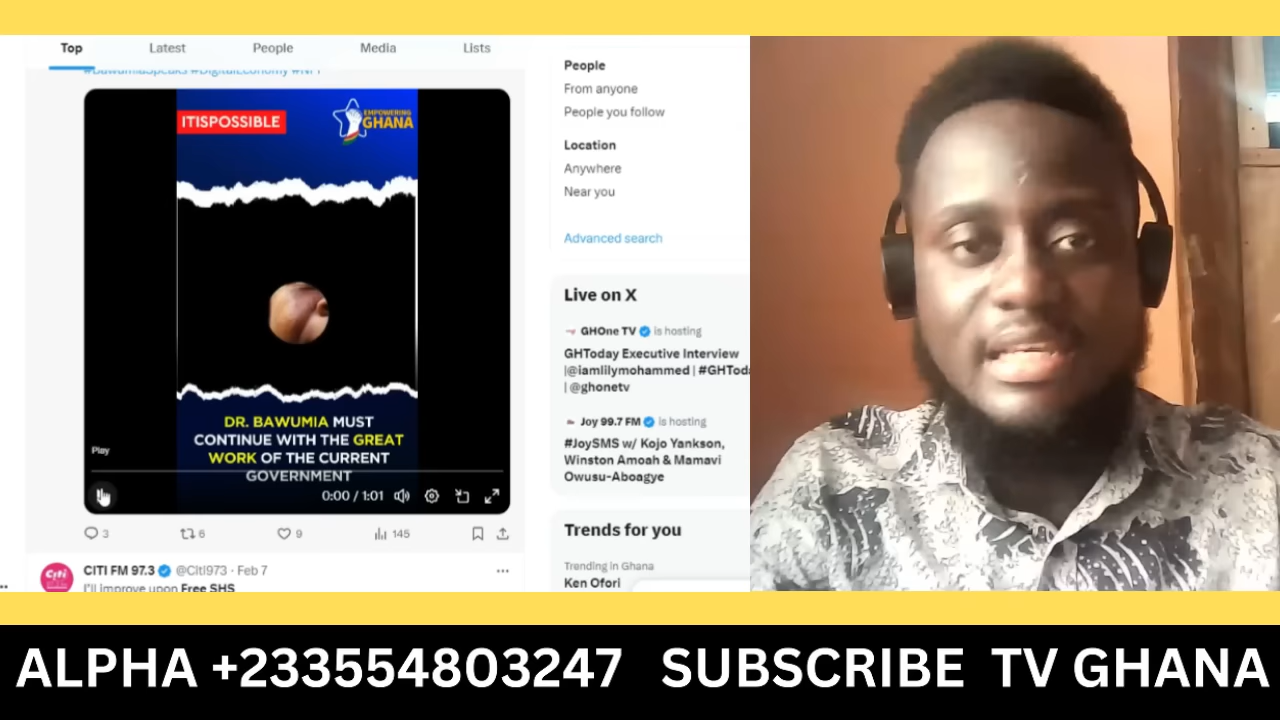 Top Latest People Media Lists
#BawumiaSpeaks #DigitalEconomy #NPP
ITISPOSSIBLE
EMPOWERING
GHANA
DR. BAWUMIA MUST
CONTINUE WITH THE GREAT
WORK OF THE CURRENT
GOVERNMENT
Play
0:00 / 1:01
3 6 9 145
CITI FM 97.3 @Citi973 · Feb 7
I'll improve upon Free SHS
People
From anyone
People you follow
Location
Anywhere
Near you
Advanced search
Live on X
GHOne TV is hosting
GHToday Executive Interview
|@iamlilymohammed | #GHToda
| @ghonetv
Joy 99.7 FM is hosting
#JoySMS w/ Kojo Yankson,
Winston Amoah & Mamavi
Owusu-Aboagye
Trends for you
Trending in Ghana
Ken Ofori
ALPHA +233554803247 SUBSCRIBE TV GHANA